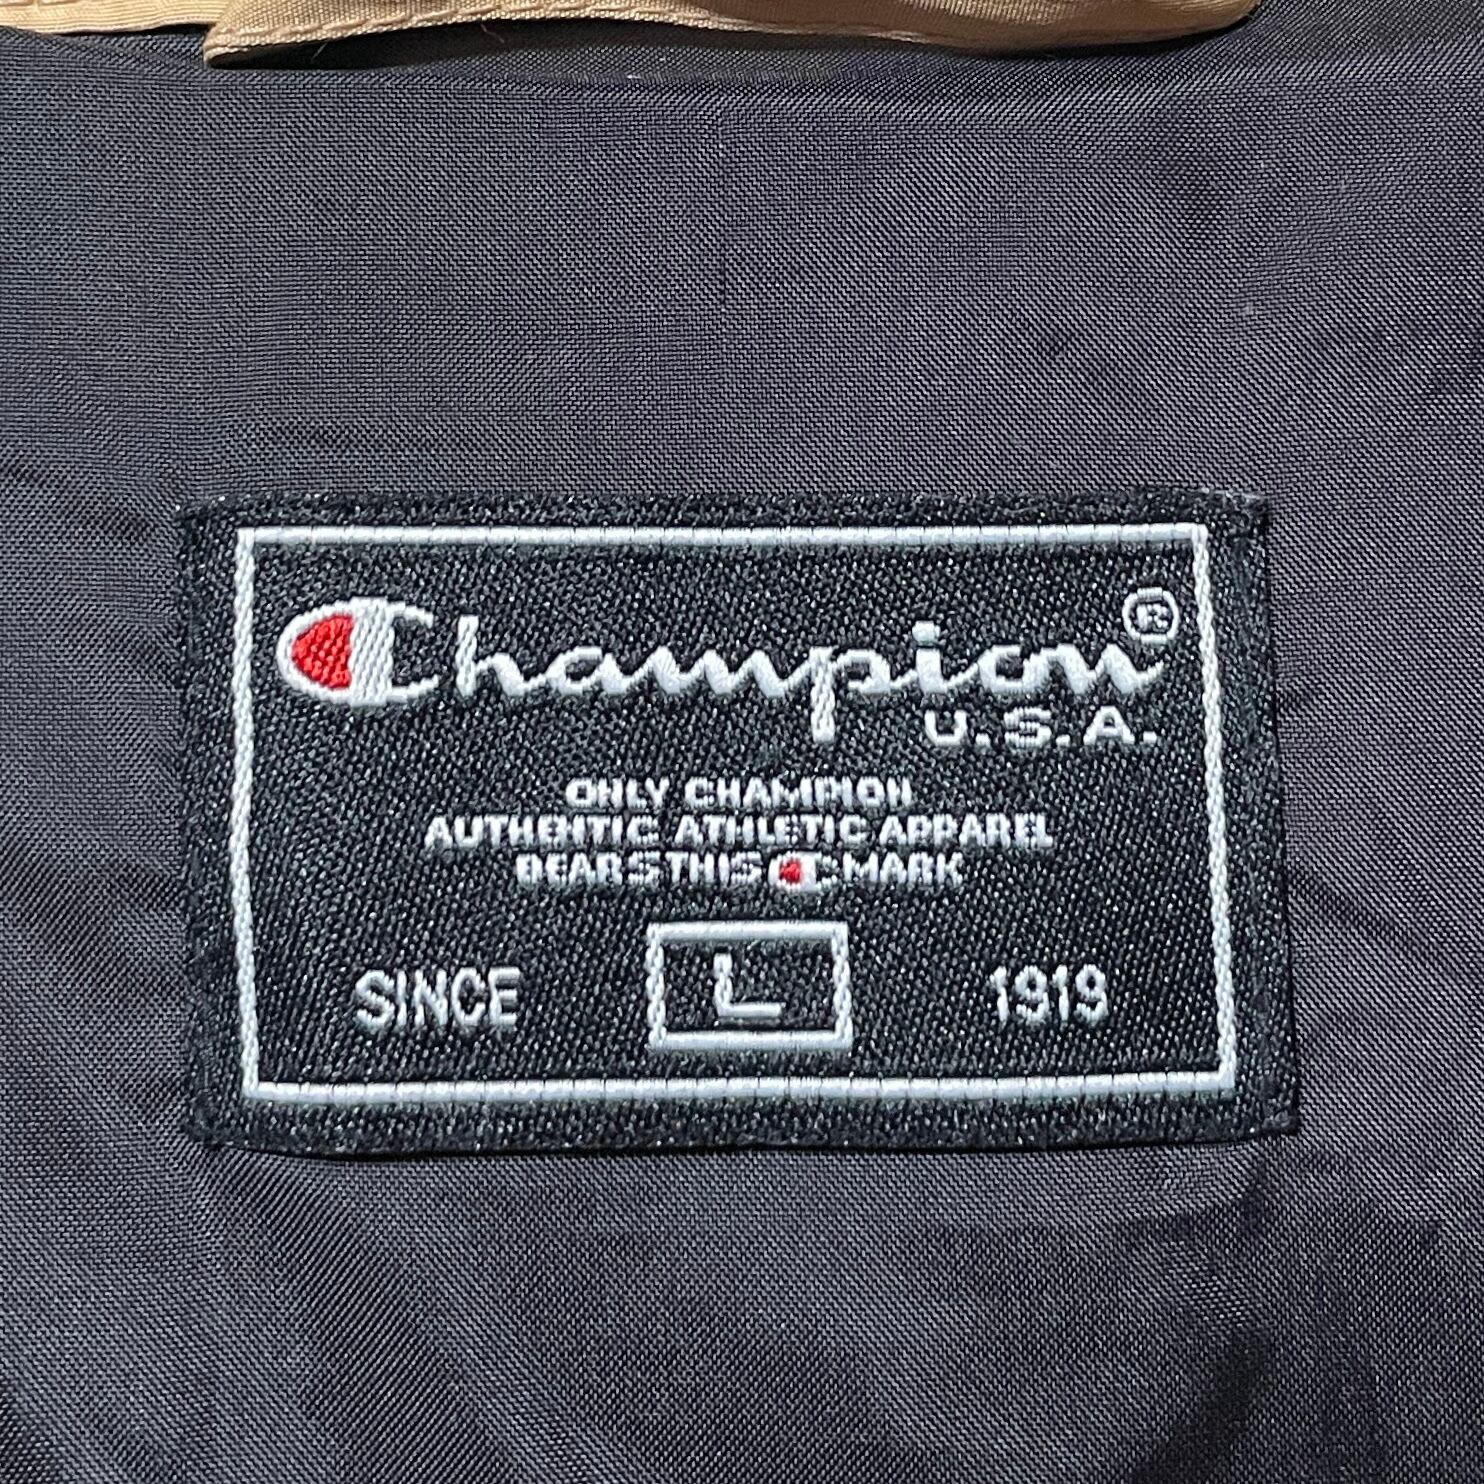 Champion®
U.S.A.
ONLY CHAMPION
AUTHENTIC ATHLETIC APPAREL
BEARS THIS C MARK
SINCE L 1919